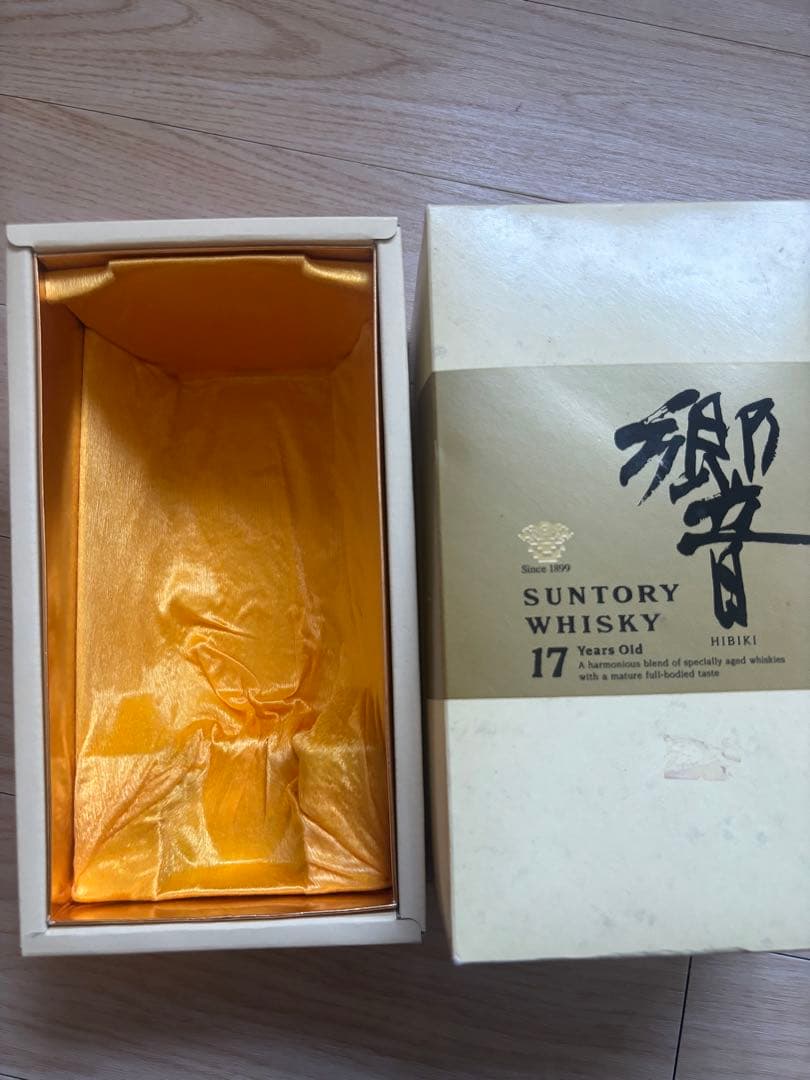 響
Since 1899
SUNTORY
WHISKY
HIBIKI
17 Years Old
A harmonious blend of specially aged whiskies
with a mature full-bodied taste